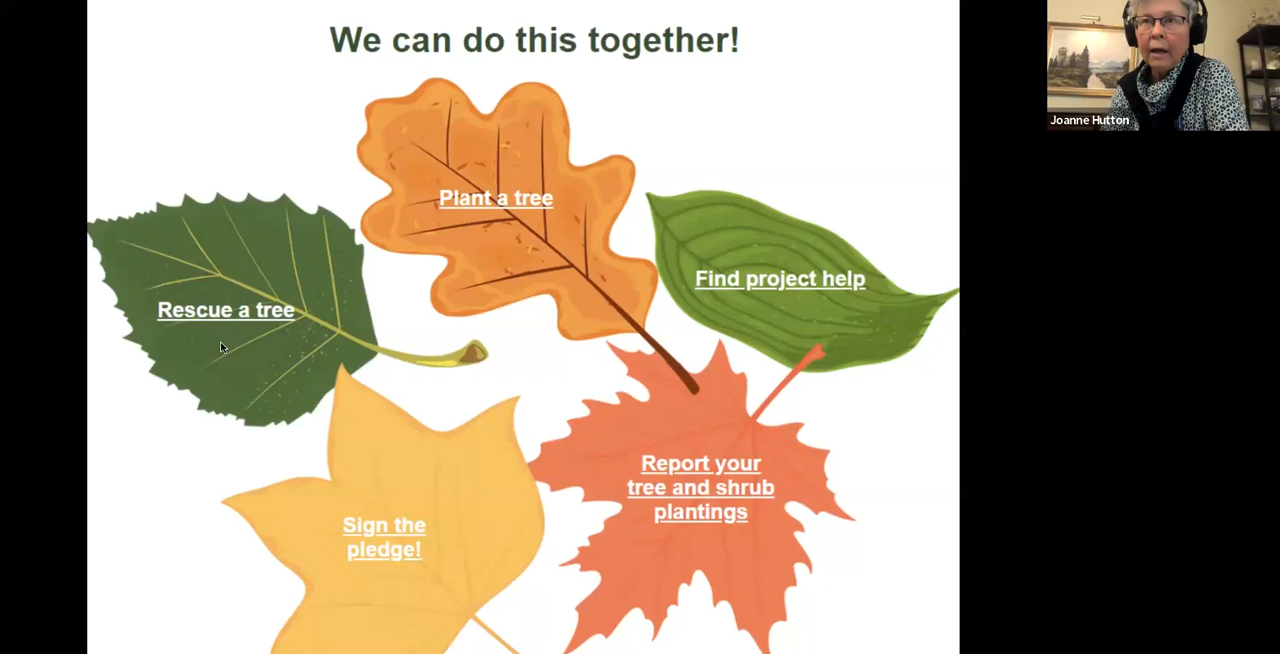 We can do this together!
Joanne Hutton
Plant a tree
Find project help
Rescue a tree
Report your
tree and shrub
plantings
Sign the
pledge!